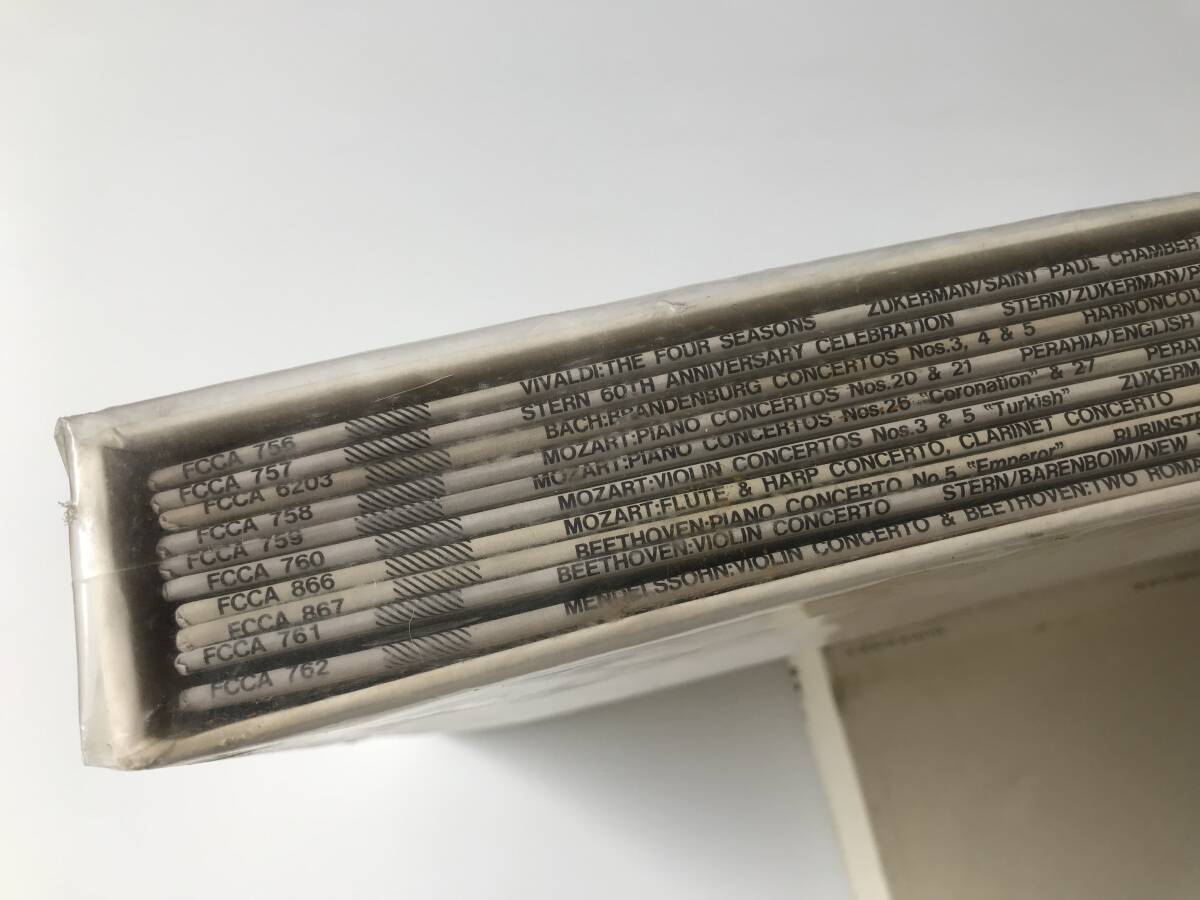 FCCA 756 VIVALDI:THE FOUR SEASONS ZUKERMAN/SAINT PAUL CHAMBER
FCCA 757 STERN 60TH ANNIVERSARY CELEBRATION STERN/ZUKERMAN/P
FCCA 6203 BACH:BRANDENBURG CONCERTOS Nos.3, 4 & 5 HARNONCOU
FCCA 758 MOZART:PIANO CONCERTOS Nos.20 & 21 PERAHIA/ENGLISH
FCCA 759 MOZART:PIANO CONCERTOS Nos.26 "Coronation" & 27 PERA
FCCA 760 MOZART:VIOLIN CONCERTOS Nos.3 & 5 "Turkish" ZUKERM
FCCA 866 MOZART:FLUTE & HARP CONCERTO, CLARINET CONCERTO
FCCA 867 BEETHOVEN:PIANO CONCERTO No.5 "Emperor" RUBINST
FCCA 761 BEETHOVEN:VIOLIN CONCERTO STERN/BARENBOIM/NEW
FCCA 762 MENDELSSOHN:VIOLIN CONCERTO & BEETHOVEN:TWO ROM